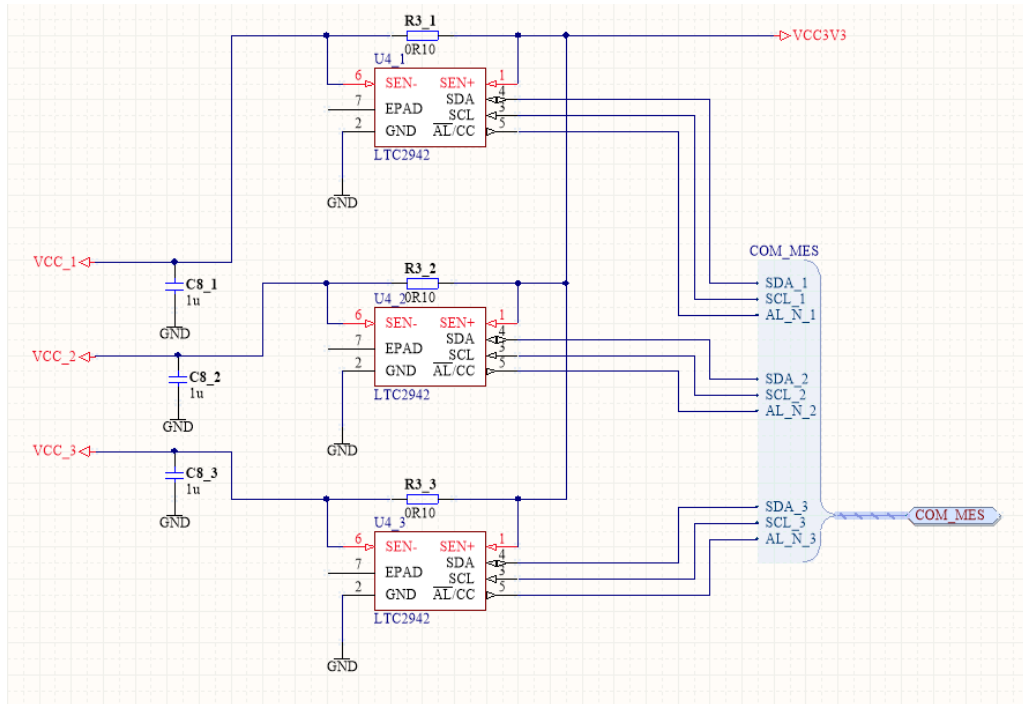 R3_1
0R10
VCC3V3
U4_1
6 SEN- SEN+ 1
SDA 4
7 EPAD SCL 3
2 GND AL/CC 5
LTC2942
GND
VCC_1
C8_1
1u
GND
R3_2
0R10
U4_2
6 SEN- SEN+ 1
SDA 4
7 EPAD SCL 3
2 GND AL/CC 5
LTC2942
GND
VCC_2
C8_2
1u
GND
VCC_3
C8_3
1u
GND
R3_3
0R10
U4_3
6 SEN- SEN+ 1
SDA 4
7 EPAD SCL 3
2 GND AL/CC 5
LTC2942
GND
COM_MES
SDA_1
SCL_1
AL_N_1
SDA_2
SCL_2
AL_N_2
SDA_3
SCL_3
AL_N_3
COM_MES